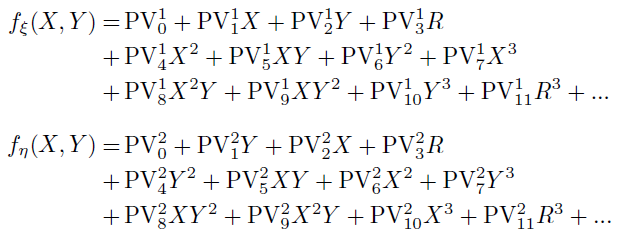 f_ξ(X, Y) = PV^1_0 + PV^1_1 X + PV^1_2 Y + PV^1_3 R
+ PV^1_4 X^2 + PV^1_5 XY + PV^1_6 Y^2 + PV^1_7 X^3
+ PV^1_8 X^2Y + PV^1_9 XY^2 + PV^1_10 Y^3 + PV^1_11 R^3 + ...
f_η(X, Y) = PV^2_0 + PV^2_1 Y + PV^2_2 X + PV^2_3 R
+ PV^2_4 Y^2 + PV^2_5 XY + PV^2_6 X^2 + PV^2_7 Y^3
+ PV^2_8 XY^2 + PV^2_9 X^2Y + PV^2_10 X^3 + PV^2_11 R^3 + ...